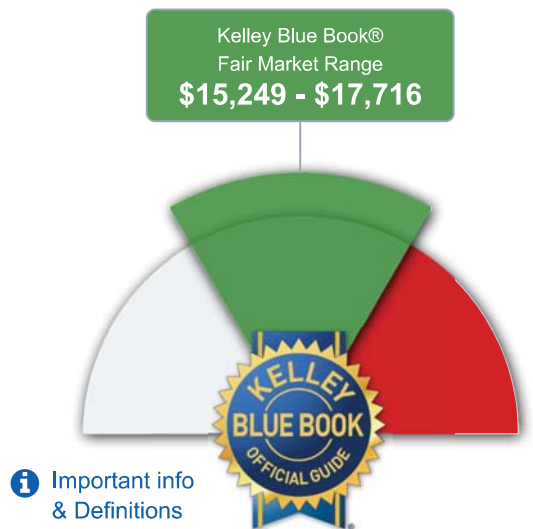 Kelley Blue Book®
Fair Market Range
$15,249 - $17,716
KELLEY
BLUE BOOK
OFFICIAL GUIDE
®
Important info
& Definitions